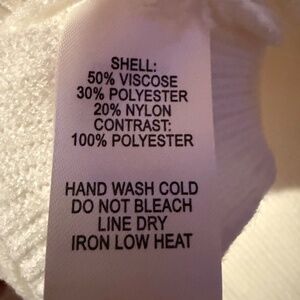 SHELL:
50% VISCOSE
30% POLYESTER
20% NYLON
CONTRAST:
100% POLYESTER
HAND WASH COLD
DO NOT BLEACH
LINE DRY
IRON LOW HEAT